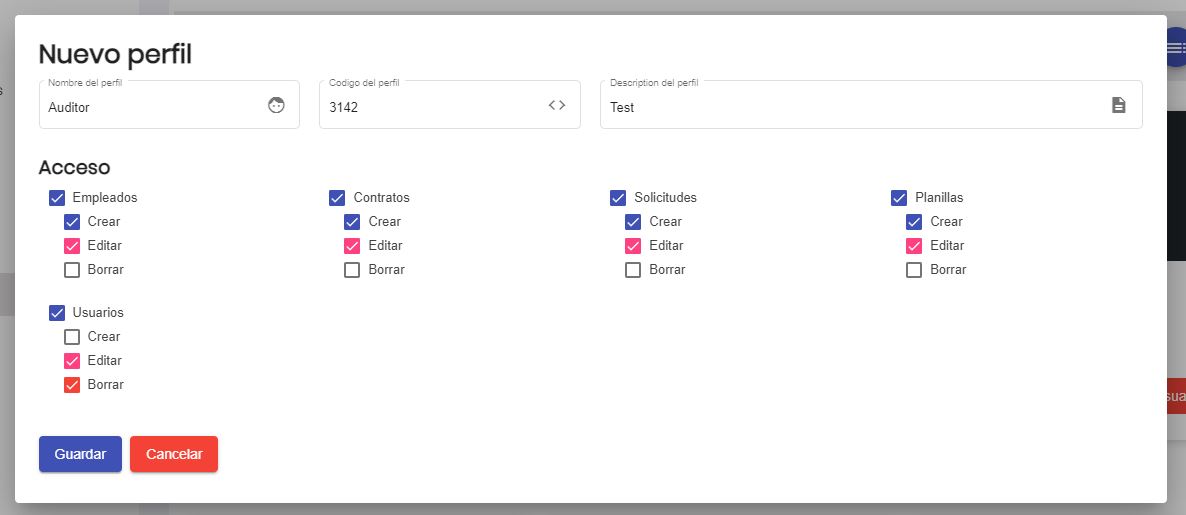 Nuevo perfil
Nombre del perfil Codigo del perfil Description del perfil
Auditor 3142 Test
Acceso
Empleados Contratos Solicitudes Planillas
Crear Crear Crear Crear
Editar Editar Editar Editar
Borrar Borrar Borrar Borrar
Usuarios
Crear
Editar
Borrar
Guardar Cancelar